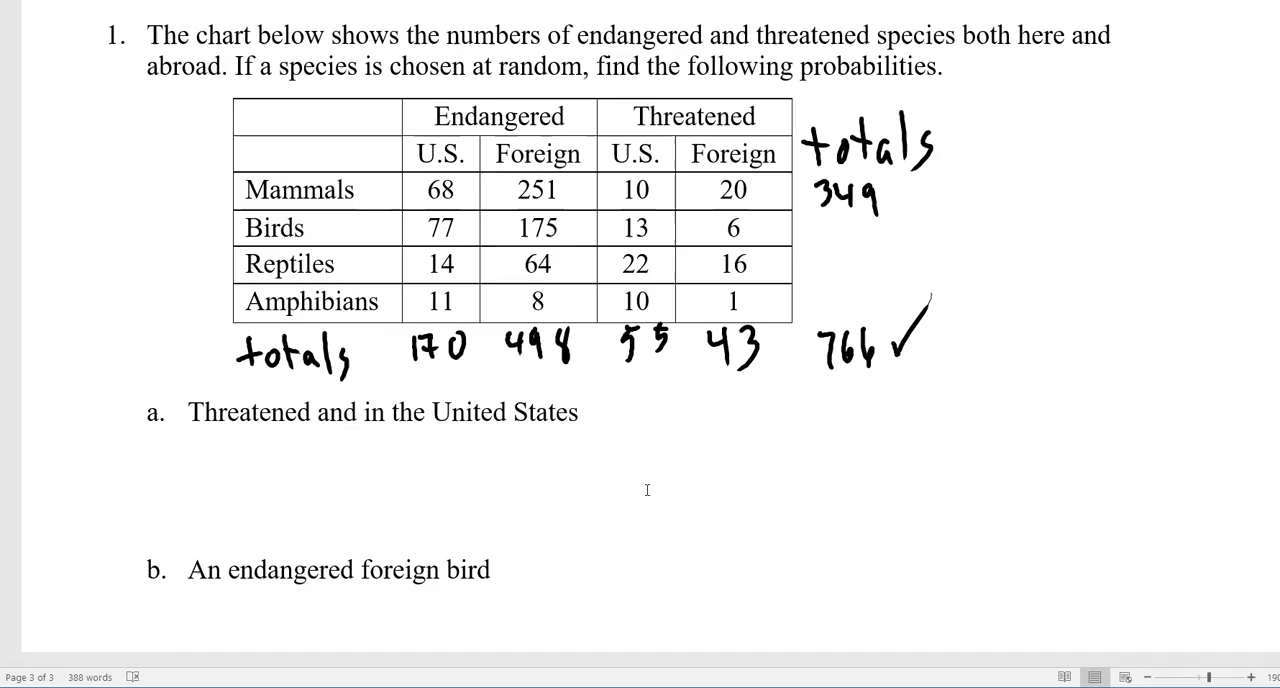 1. The chart below shows the numbers of endangered and threatened species both here and
abroad. If a species is chosen at random, find the following probabilities.
Endangered Threatened totals
U.S. Foreign U.S. Foreign
Mammals 68 251 10 20 349
Birds 77 175 13 6
Reptiles 14 64 22 16
Amphibians 11 8 10 1
totals 170 498 55 43 766 ✓
a. Threatened and in the United States
b. An endangered foreign bird
Page 3 of 3 388 words - + 190